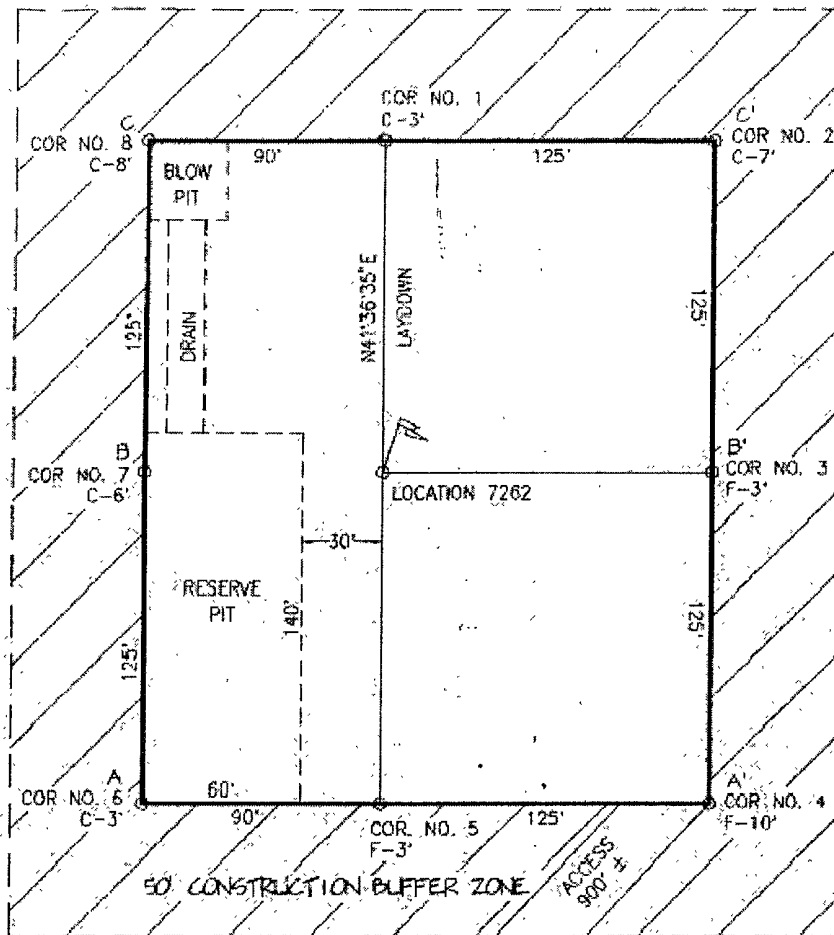 COR NO. 1
C-3'
C
C'
COR NO. 8
C-8'
90'
125'
COR NO. 2
C-7'
BLOW
PIT
125'
DRAIN
N41°36'35"E
LAYDOWN
125'
B
COR NO. 7
C-6'
LOCATION 7262
B'
COR NO. 3
F-3'
30'
RESERVE
PIT
140'
125'
125'
A
COR NO. 6
C-3'
60'
90'
COR. NO. 5
F-3'
125'
A'
COR NO. 4
F-10'
ACCESS
900' ±
50' CONSTRUCTION BUFFER ZONE